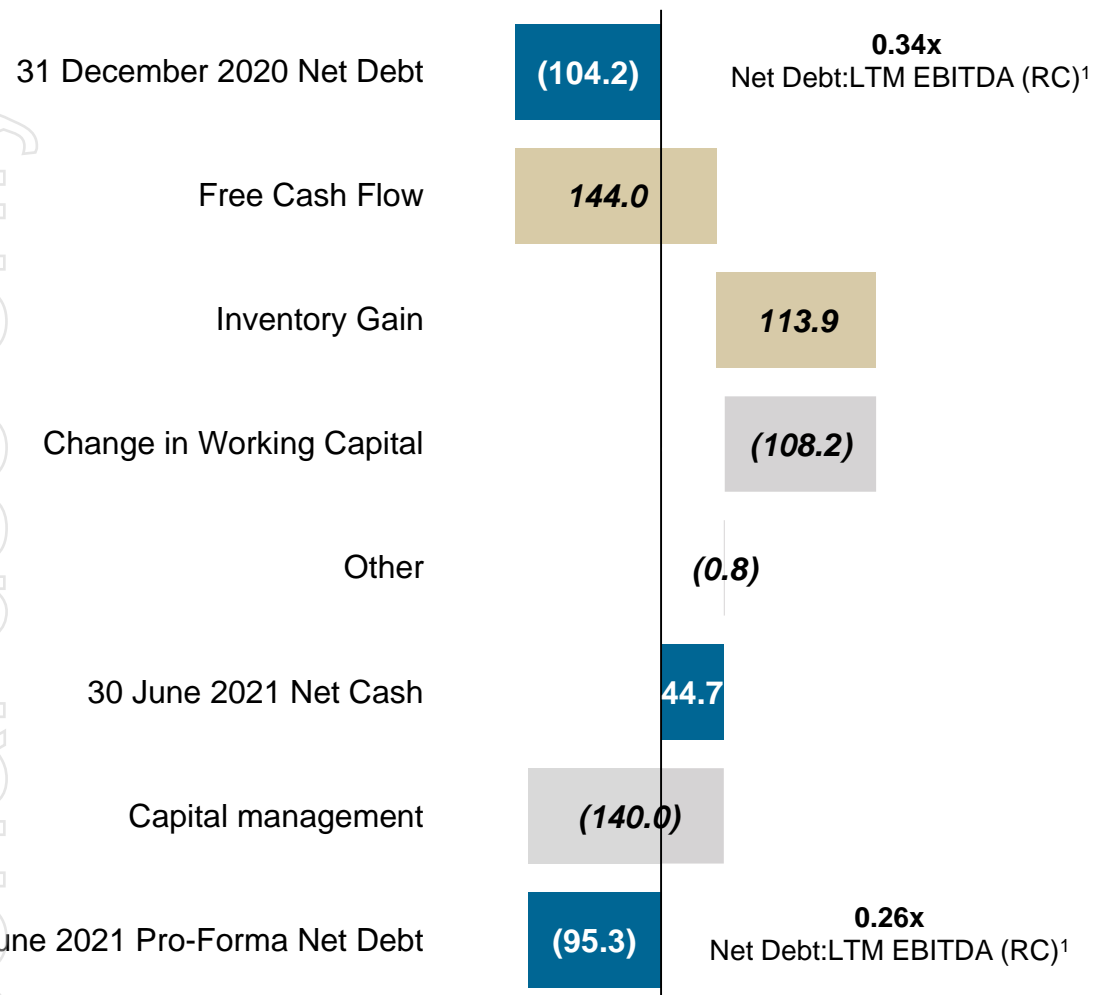 31 December 2020 Net Debt
(104.2)
0.34x
Net Debt:LTM EBITDA (RC)¹
Free Cash Flow
144.0
Inventory Gain
113.9
Change in Working Capital
(108.2)
Other
(0.8)
30 June 2021 Net Cash
44.7
Capital management
(140.0)
2021 Pro-Forma Net Debt
(95.3)
0.26x
Net Debt:LTM EBITDA (RC)¹